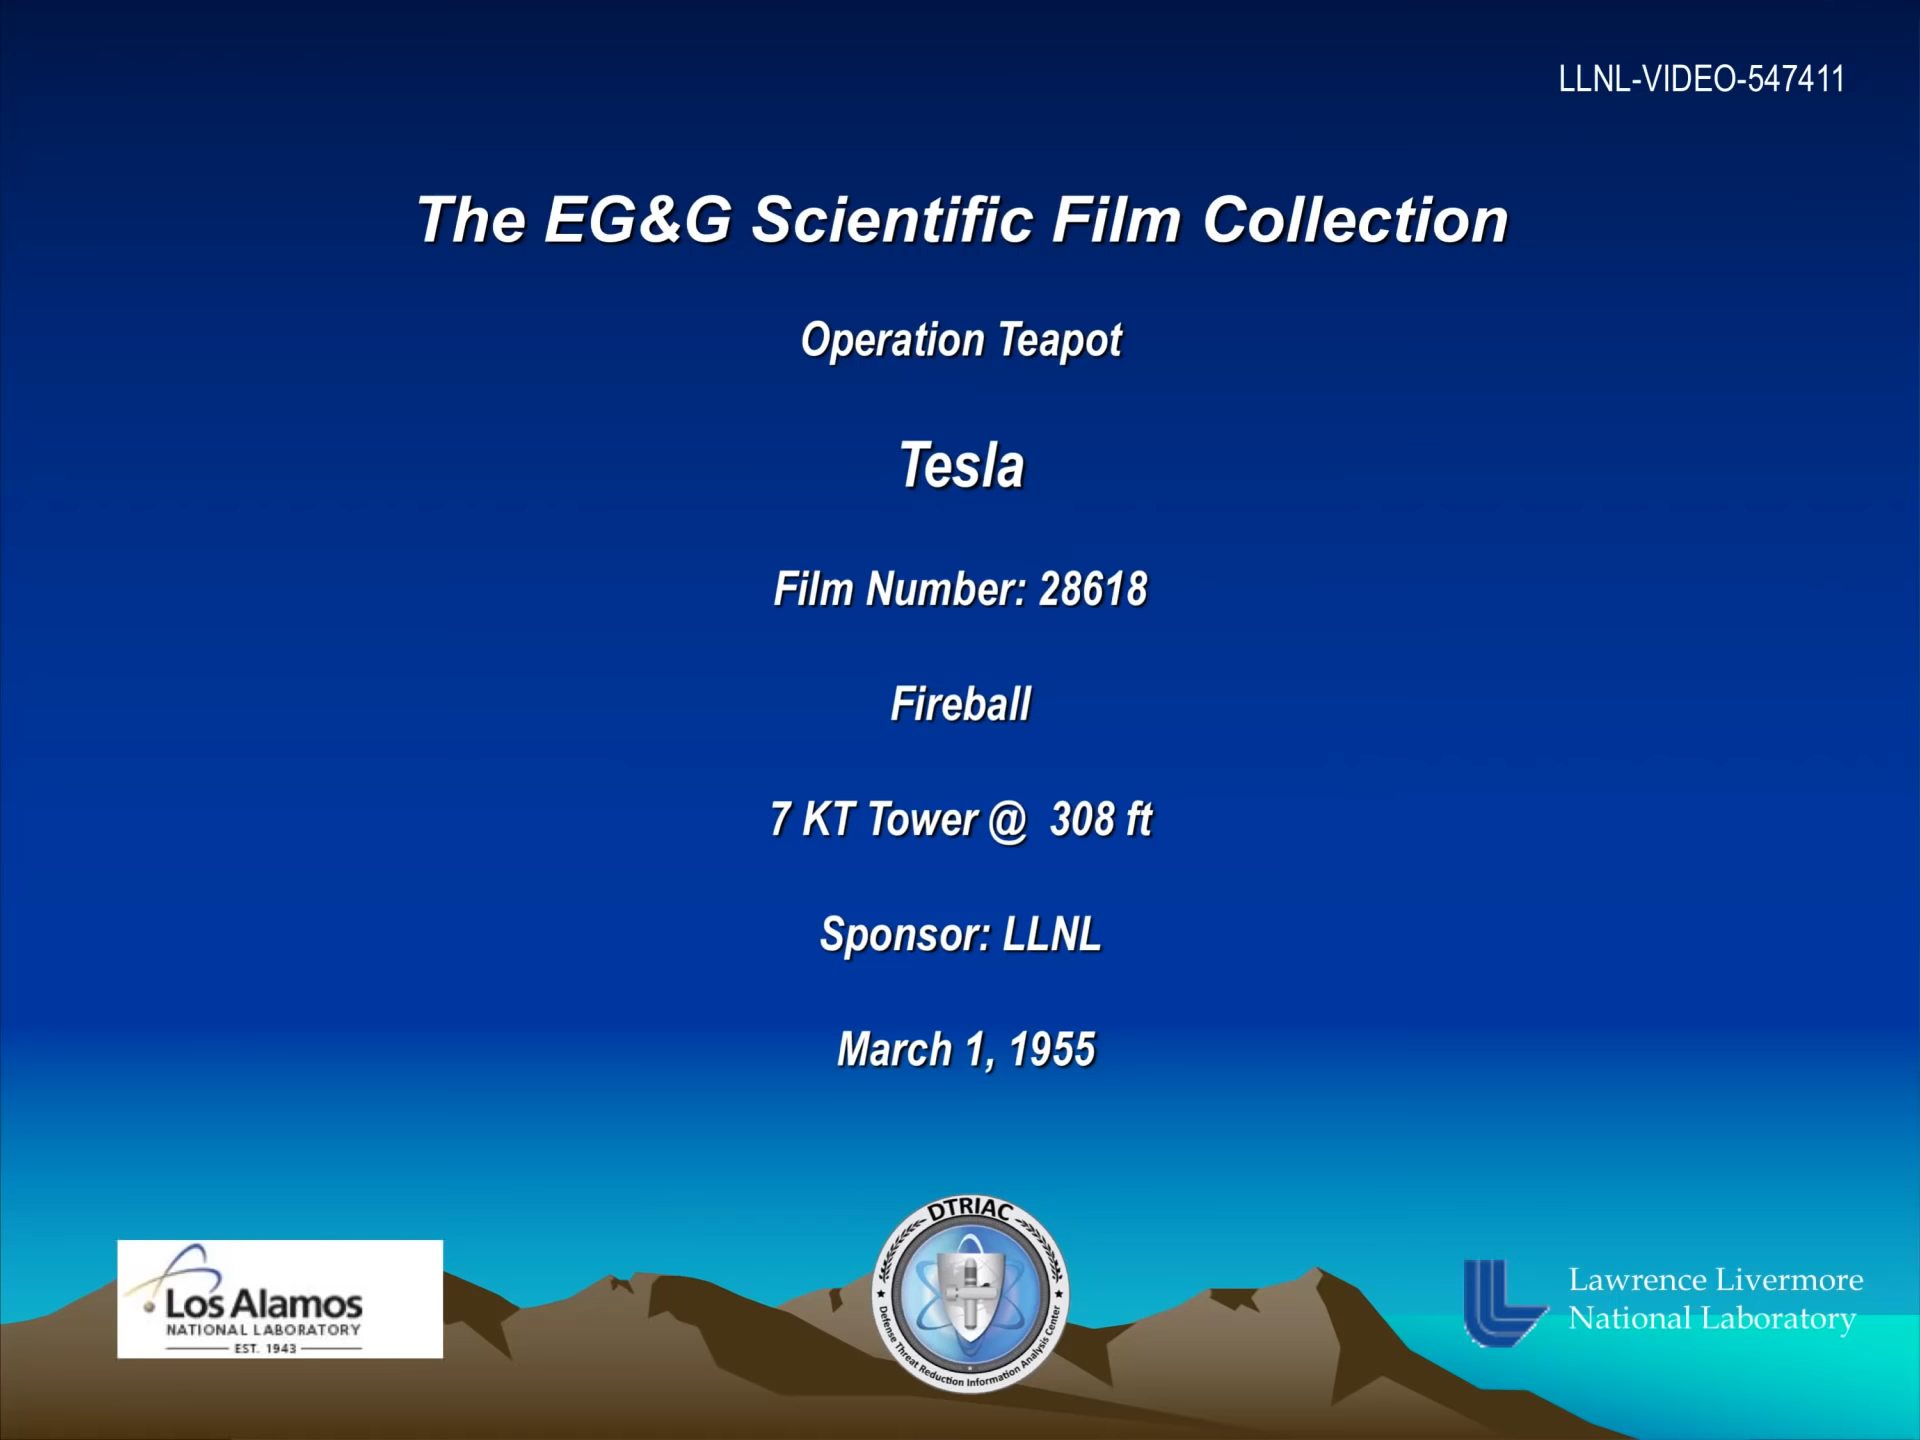 LLNL-VIDEO-547411
The EG&G Scientific Film Collection
Operation Teapot
Tesla
Film Number: 28618
Fireball
7 KT Tower @  308 ft
Sponsor: LLNL
March 1, 1955
Los Alamos
NATIONAL LABORATORY
EST. 1943
DTRIAC
Defense Threat Reduction Information Analysis Center
Lawrence Livermore
National Laboratory